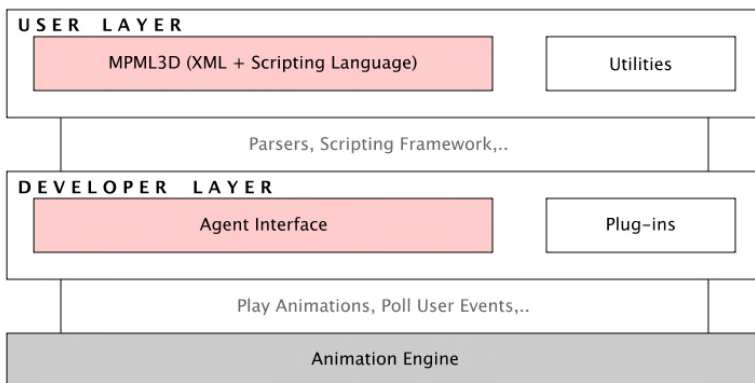 USER LAYER
MPML3D (XML + Scripting Language)
Utilities
Parsers, Scripting Framework,..
DEVELOPER LAYER
Agent Interface
Plug-ins
Play Animations, Poll User Events,..
Animation Engine